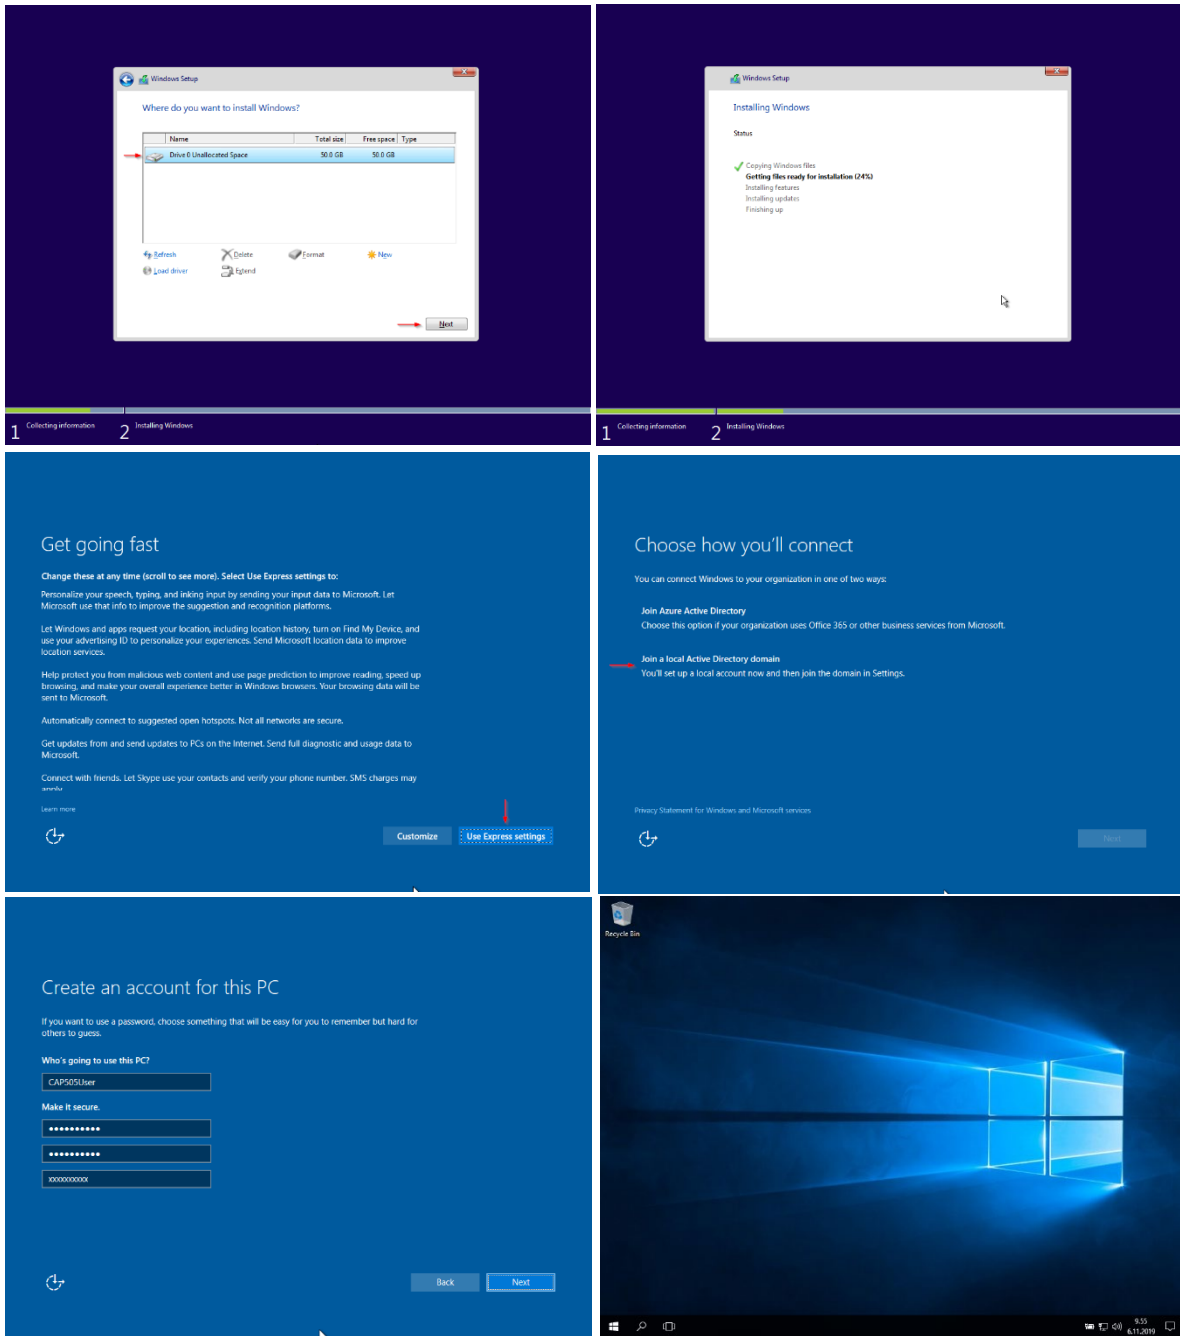 Windows Setup
Where do you want to install Windows?
Name Total size Free space Type
Drive 0 Unallocated Space 50.0 GB 50.0 GB
Refresh Delete Format New
Load driver Extend
Next
1 Collecting information 2 Installing Windows
Windows Setup
Installing Windows
Status
Copying Windows files
Getting files ready for installation (24%)
Installing features
Installing updates
Finishing up
1 Collecting information 2 Installing Windows
Get going fast
Change these at any time (scroll to see more). Select Use Express settings to:
Personalize your speech, typing, and inking input by sending your input data to Microsoft. Let
Microsoft use that info to improve the suggestion and recognition platforms.
Let Windows and apps request your location, including location history, turn on Find My Device, and
use your advertising ID to personalize your experiences. Send Microsoft location data to improve
location services.
Help protect you from malicious web content and use page prediction to improve reading, speed up
browsing, and make your overall experience better in Windows browsers. Your browsing data will be
sent to Microsoft.
Automatically connect to suggested open hotspots. Not all networks are secure.
Get updates from and send updates to PCs on the Internet. Send full diagnostic and usage data to
Microsoft.
Connect with friends. Let Skype use your contacts and verify your phone number. SMS charges may
apply.
Learn more
Customize Use Express settings
Choose how you'll connect
You can connect Windows to your organization in one of two ways:
Join Azure Active Directory
Choose this option if your organization uses Office 365 or other business services from Microsoft.
Join a local Active Directory domain
You'll set up a local account now and then join the domain in Settings.
Privacy Statement for Windows and Microsoft services
Next
Create an account for this PC
If you want to use a password, choose something that will be easy for you to remember but hard for
others to guess.
Who's going to use this PC?
CAP505User
Make it secure.
xxxxxxxxxx
Back Next
Recycle Bin
9.55
6.11.2019